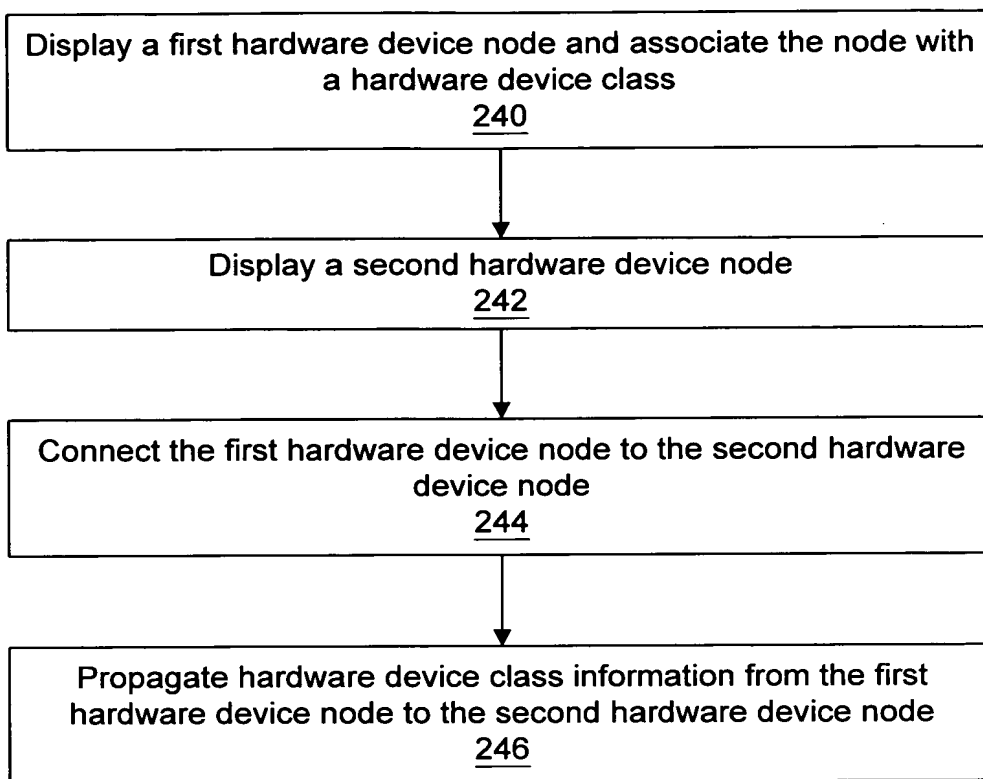 Display a first hardware device node and associate the node with
a hardware device class
240
Display a second hardware device node
242
Connect the first hardware device node to the second hardware
device node
244
Propagate hardware device class information from the first
hardware device node to the second hardware device node
246